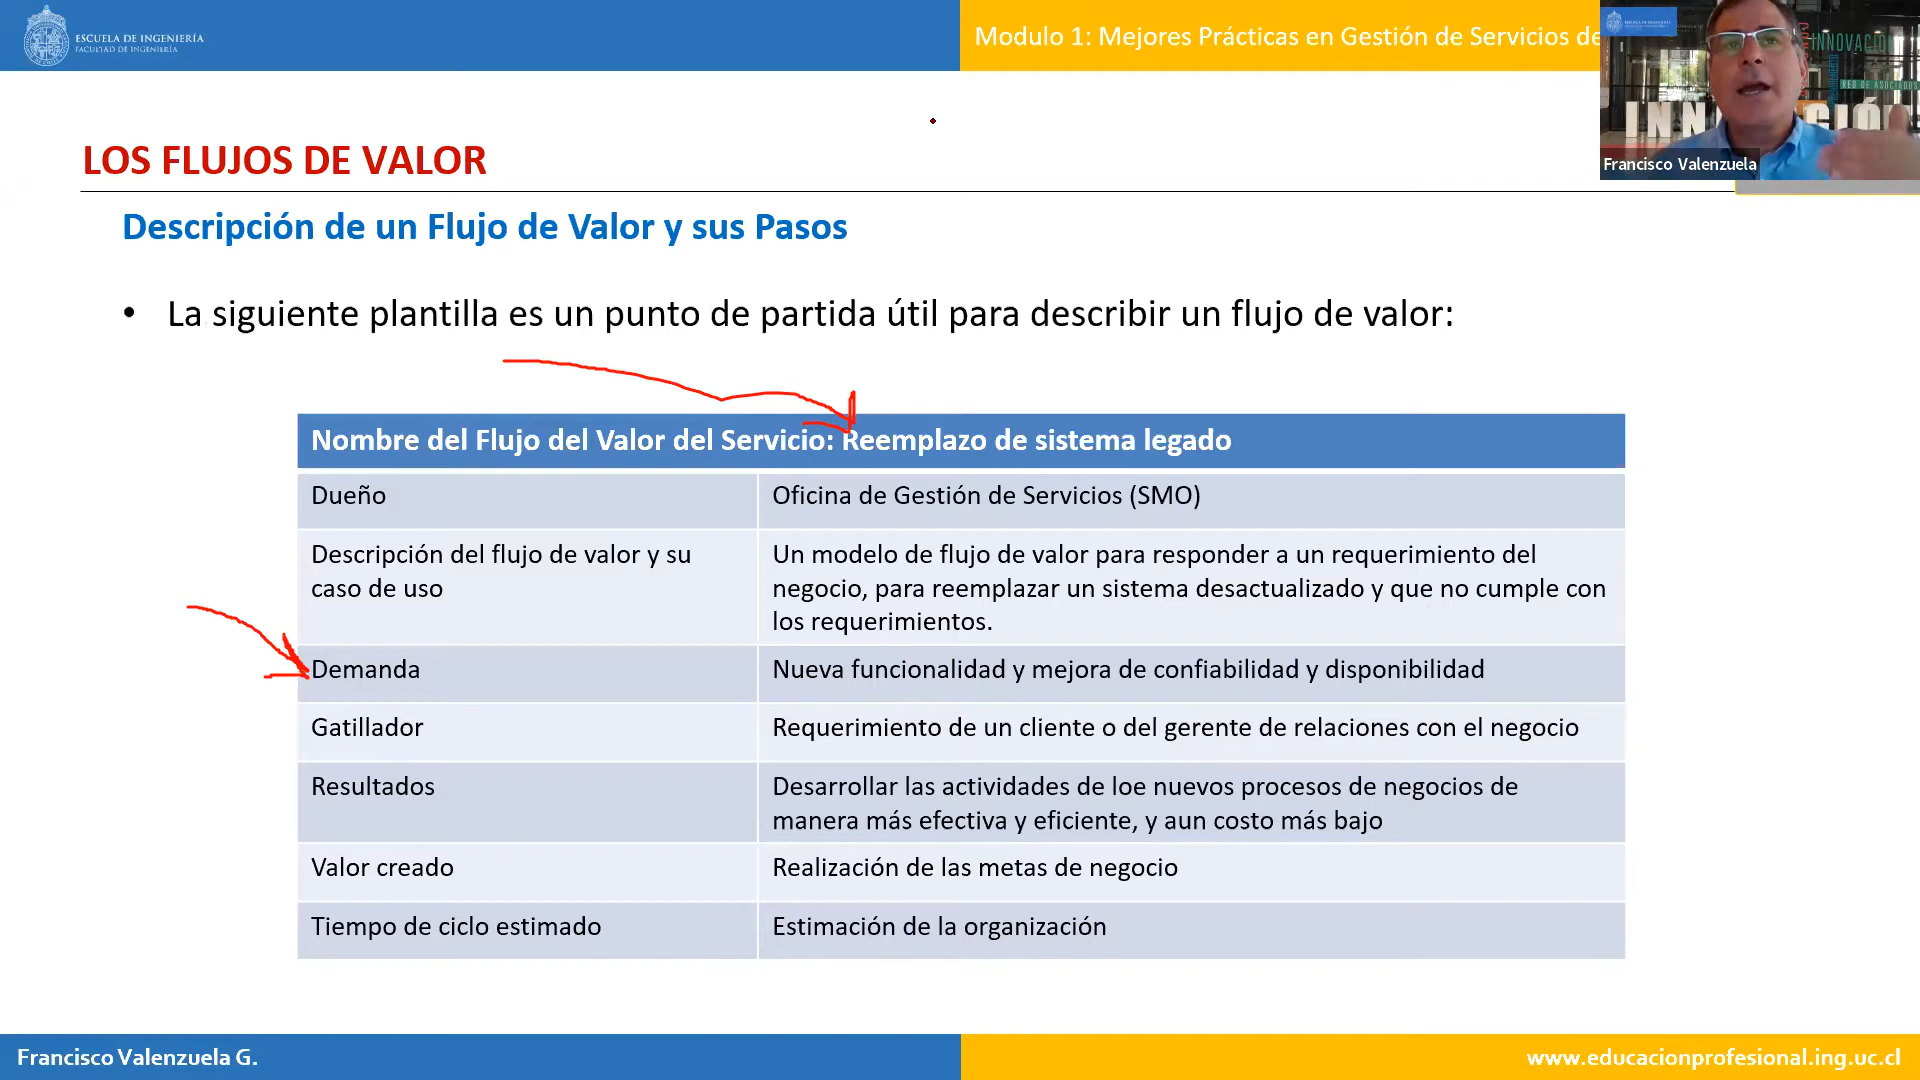 ESCUELA DE INGENIERÍA
FACULTAD DE INGENIERÍA
Modulo 1: Mejores Prácticas en Gestión de Servicios de
INNOVACIÓ
RED DE ASOCIADOS
INN
CIÓ
Francisco Valenzuela
LOS FLUJOS DE VALOR
Descripción de un Flujo de Valor y sus Pasos
• La siguiente plantilla es un punto de partida útil para describir un flujo de valor:
Nombre del Flujo del Valor del Servicio: Reemplazo de sistema legado
Dueño
Oficina de Gestión de Servicios (SMO)
Descripción del flujo de valor y su
caso de uso
Un modelo de flujo de valor para responder a un requerimiento del
negocio, para reemplazar un sistema desactualizado y que no cumple con
los requerimientos.
Demanda
Nueva funcionalidad y mejora de confiabilidad y disponibilidad
Gatillador
Requerimiento de un cliente o del gerente de relaciones con el negocio
Resultados
Desarrollar las actividades de loe nuevos procesos de negocios de
manera más efectiva y eficiente, y aun costo más bajo
Valor creado
Realización de las metas de negocio
Tiempo de ciclo estimado
Estimación de la organización
Francisco Valenzuela G.
www.educacionprofesional.ing.uc.cl